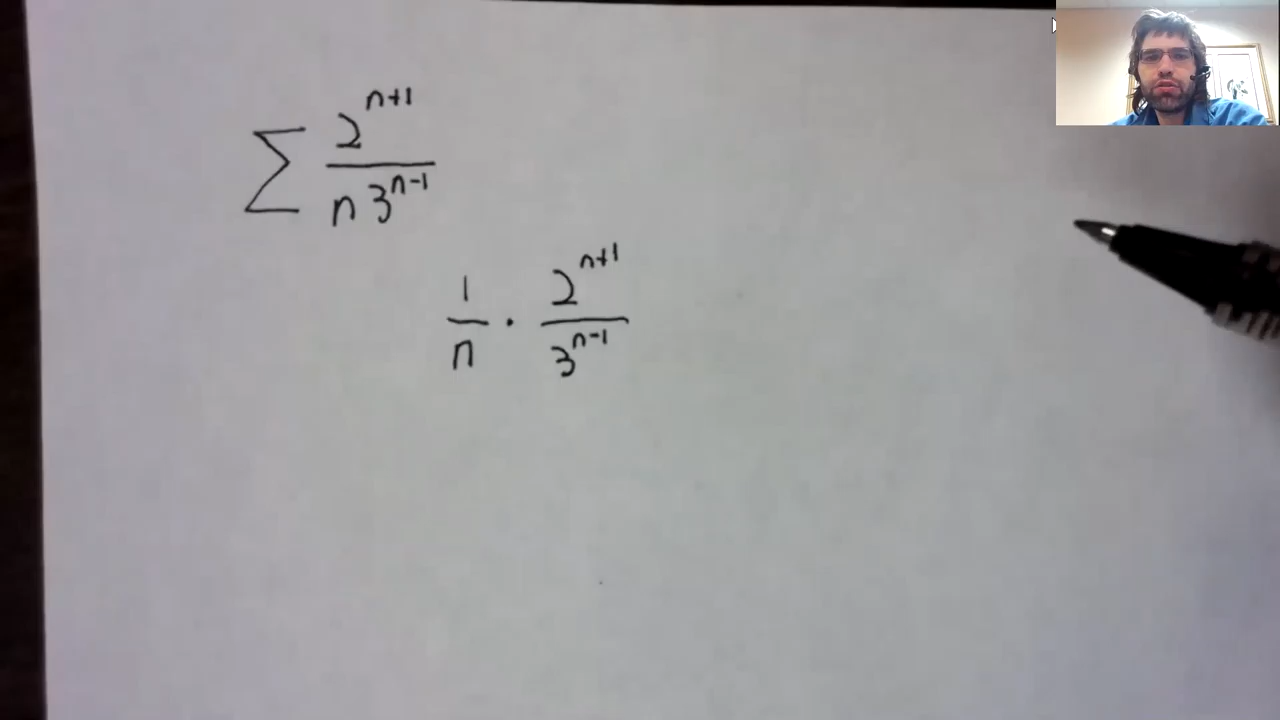 ∑ 2^{n+1} / n 3^{n-1}
1/n · 2^{n+1} / 3^{n-1}